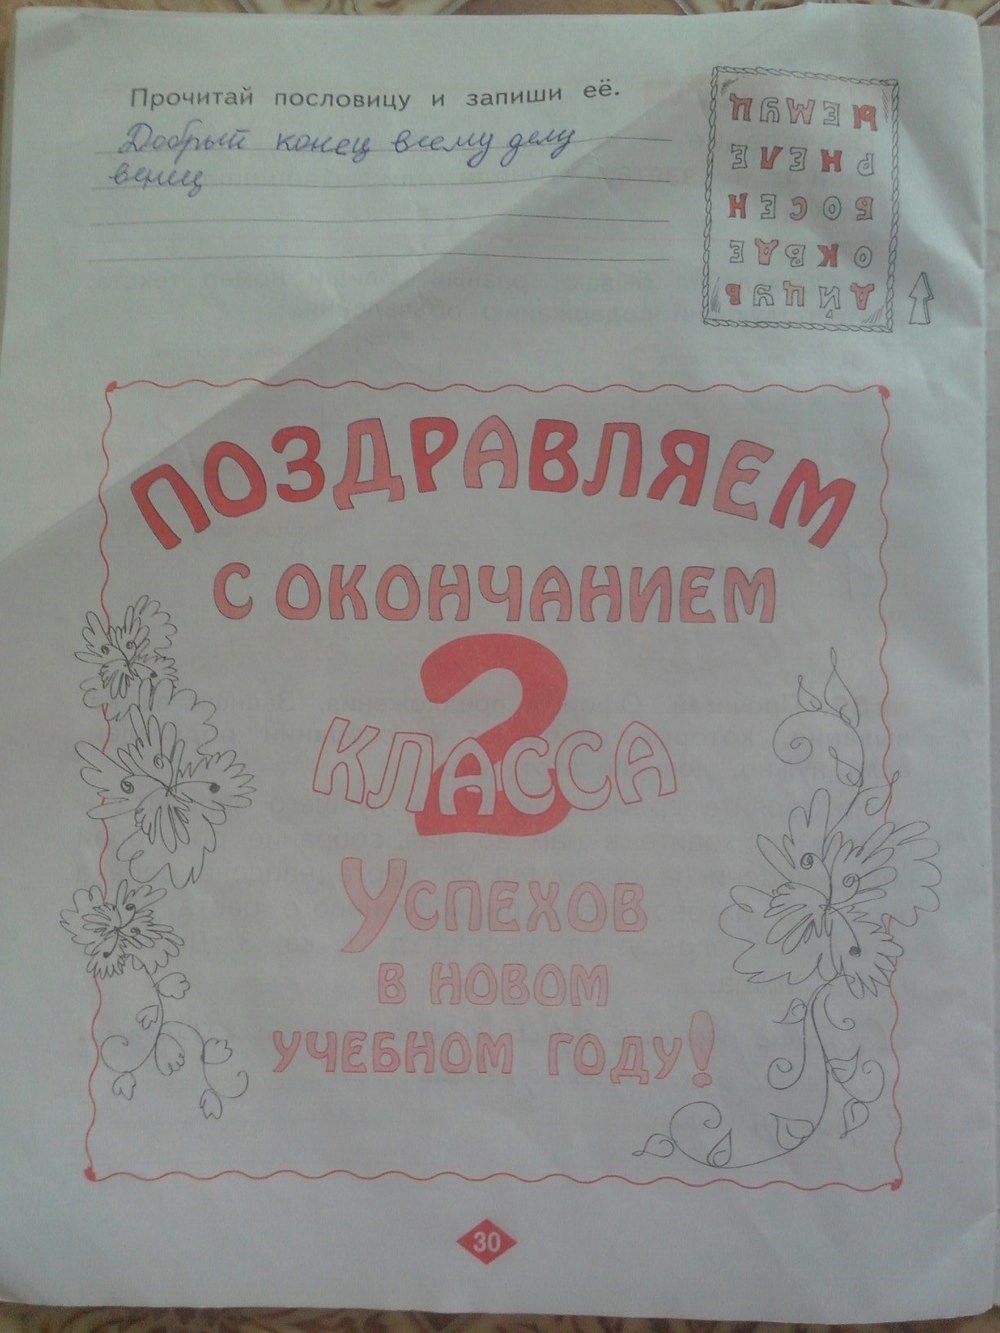 Прочитай пословицу и запиши её.
Добрый конец всему делу
венец
Ц У М Е Ы
Е Л Е Н Р
Н Е С О Б
Е Д В К О
В У Ц Й Д
ПОЗДРАВЛЯЕМ
С ОКОНЧАНИЕМ
2
КЛАССА
УСПЕХОВ
В НОВОМ
УЧЕБНОМ ГОДУ!
30